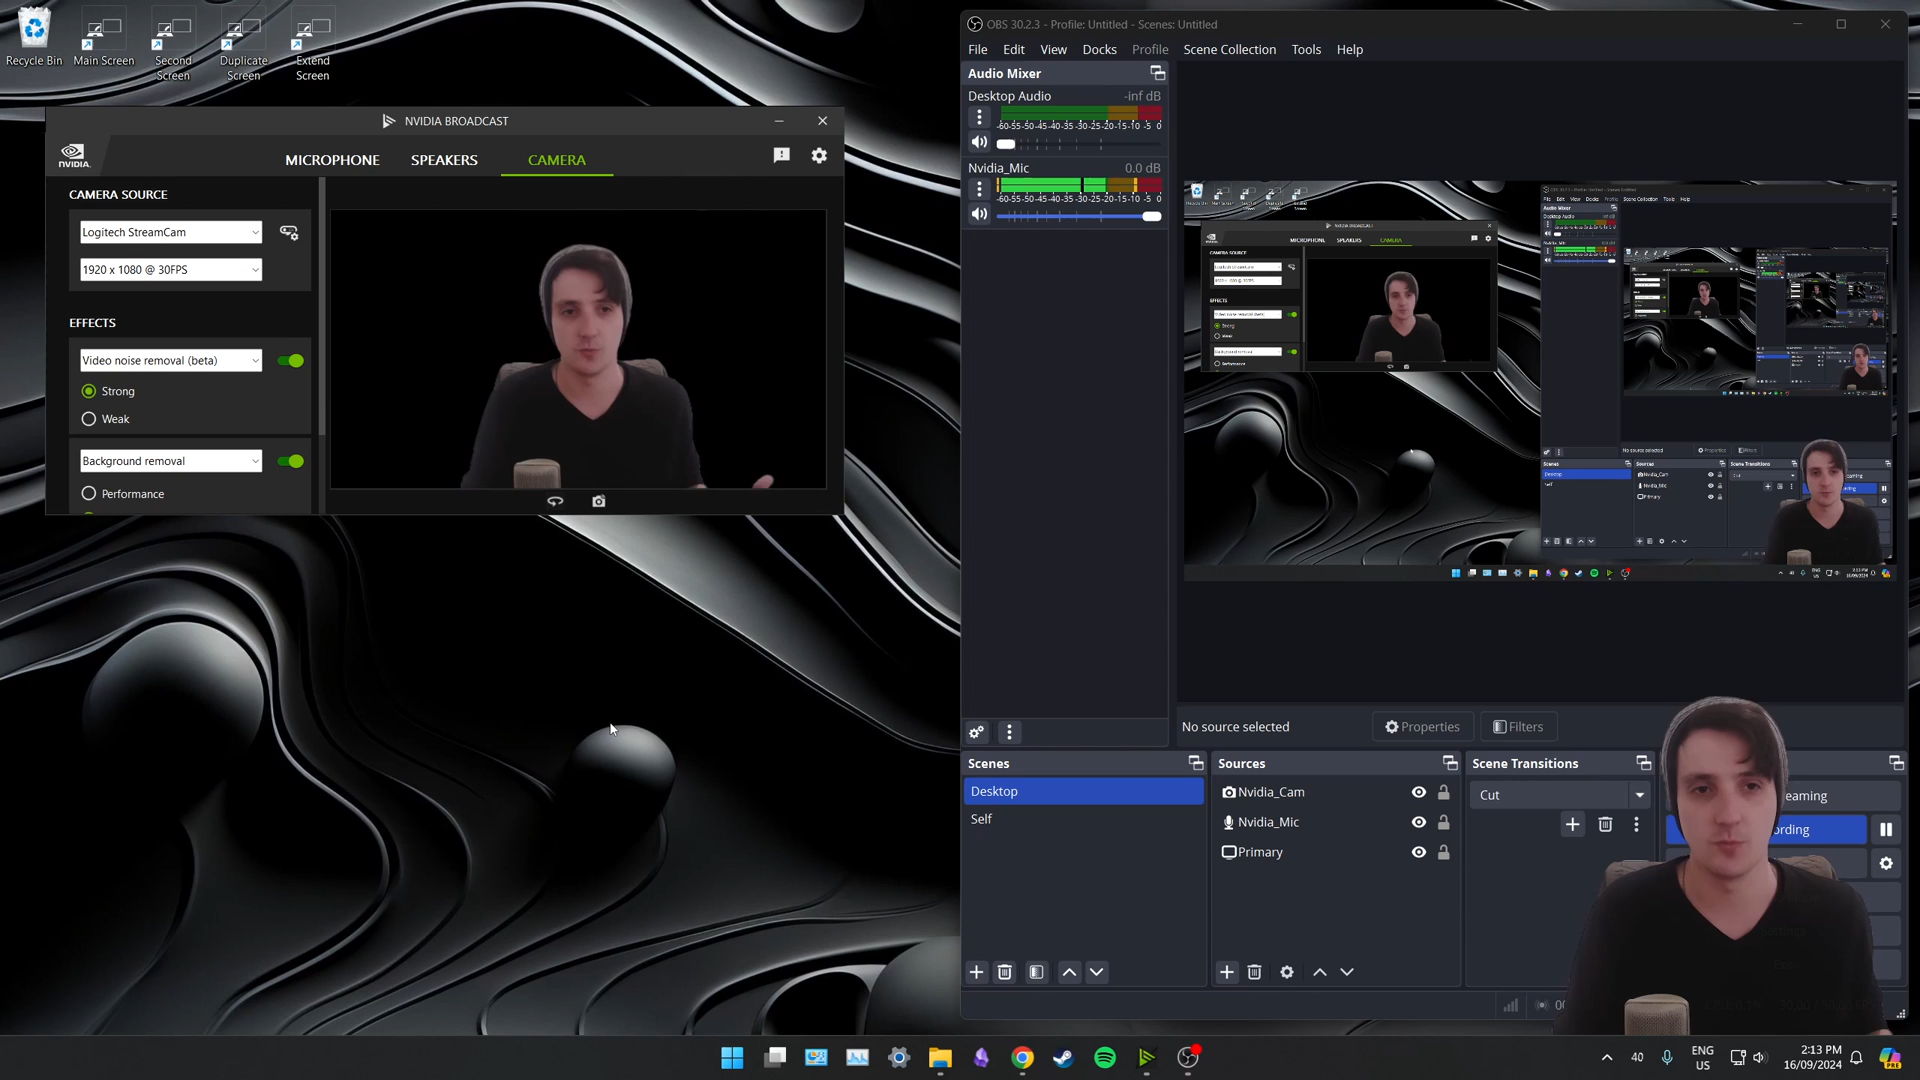 Recycle Bin
Main Screen
Second
Screen
Duplicate
Screen
Extend
Screen
NVIDIA BROADCAST
NVIDIA.
MICROPHONE
SPEAKERS
CAMERA
CAMERA SOURCE
Logitech StreamCam
1920 x 1080 @ 30FPS
EFFECTS
Video noise removal (beta)
Strong
Weak
Background removal
Performance
OBS 30.2.3 - Profile: Untitled - Scenes: Untitled
File Edit View Docks Profile Scene Collection Tools Help
Audio Mixer
Desktop Audio -inf dB
-60 -55 -50 -45 -40 -35 -30 -25 -20 -15 -10 -5 0
Nvidia_Mic 0.0 dB
-60 -55 -50 -45 -40 -35 -30 -25 -20 -15 -10 -5 0
No source selected
Properties
Filters
Scenes
Desktop
Self
Sources
Nvidia_Cam
Nvidia_Mic
Primary
Scene Transitions
Cut
eaming
ording
40
ENG
US
2:13 PM
16/09/2024
PRE